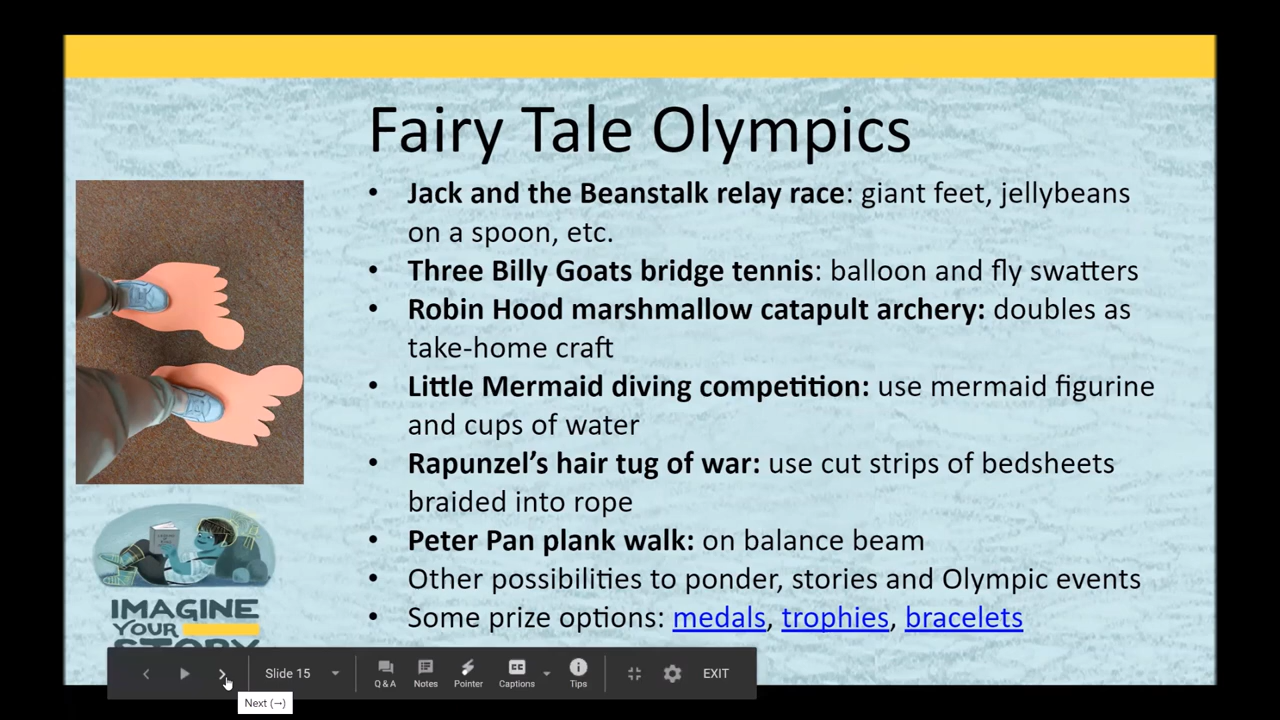 Fairy Tale Olympics
• Jack and the Beanstalk relay race: giant feet, jellybeans
on a spoon, etc.
• Three Billy Goats bridge tennis: balloon and fly swatters
• Robin Hood marshmallow catapult archery: doubles as
take-home craft
• Little Mermaid diving competition: use mermaid figurine
and cups of water
• Rapunzel’s hair tug of war: use cut strips of bedsheets
braided into rope
• Peter Pan plank walk: on balance beam
• Other possibilities to ponder, stories and Olympic events
• Some prize options: medals, trophies, bracelets
IMAGINE
YOUR
STORY
Slide 15
Q&A
Notes
Pointer
Captions
Tips
EXIT
Next (→)